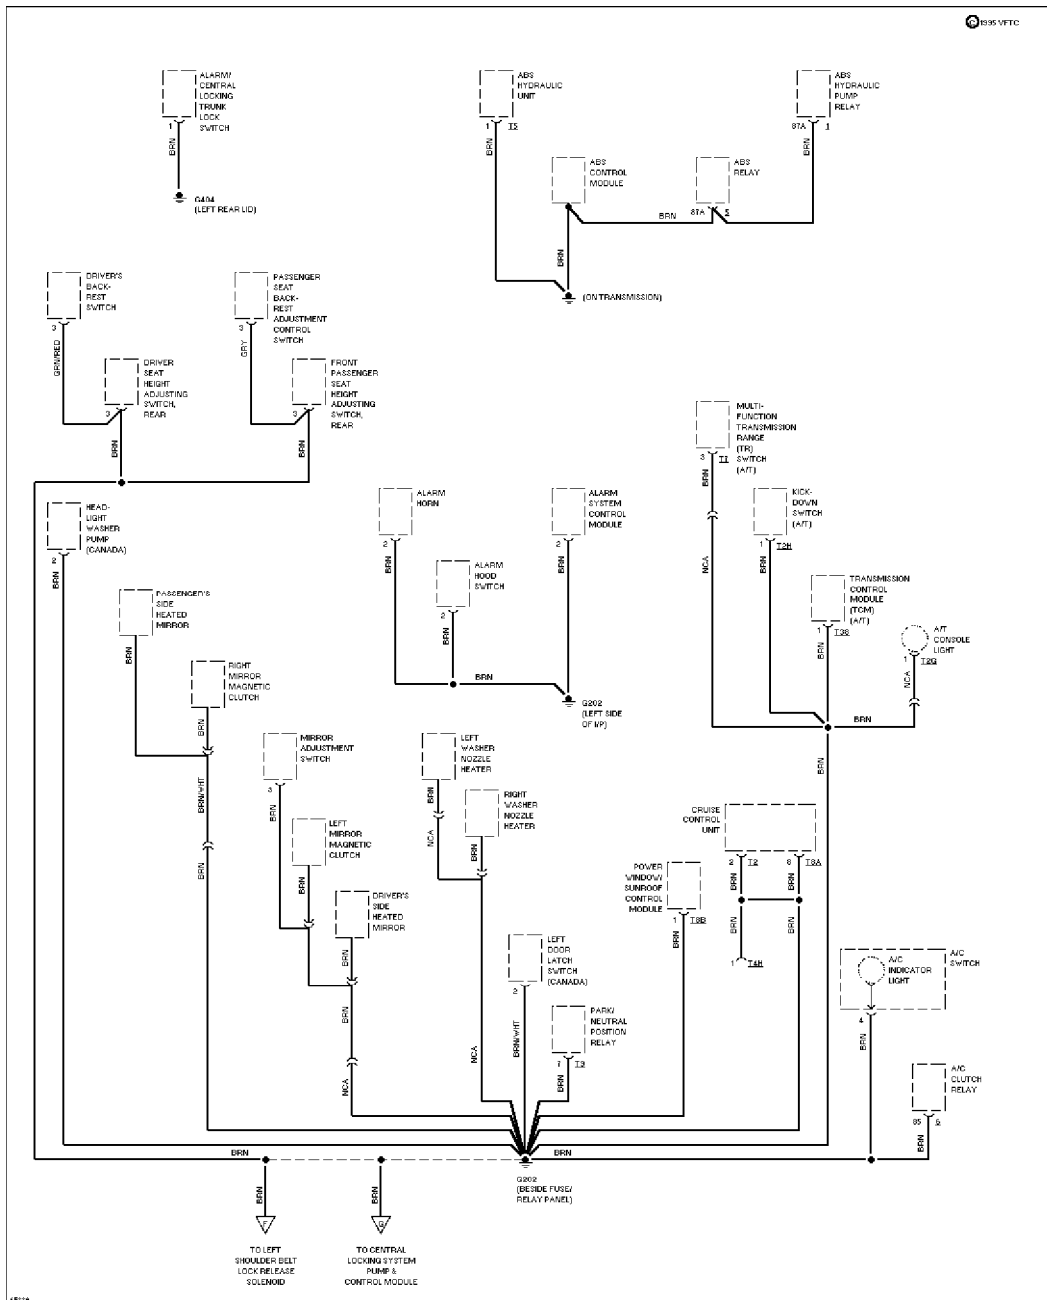 © 1995 VFTC
ALARM/
CENTRAL
LOCKING
TRUNK
LOCK
SWITCH
1
BRN
G404
(LEFT REAR LID)
ABS
HYDRAULIC
UNIT
1 T5
BRN
ABS
HYDRAULIC
PUMP
RELAY
87A 1
BRN
ABS
CONTROL
MODULE
ABS
RELAY
87A 5
BRN
BRN
(ON TRANSMISSION)
DRIVER'S
BACK-
REST
SWITCH
3
GRN/RED
PASSENGER
SEAT
BACK-
REST
ADJUSTMENT
CONTROL
SWITCH
3
GRY
DRIVER
SEAT
HEIGHT
ADJUSTING
SWITCH,
REAR
3
BRN
FRONT
PASSENGER
SEAT
HEIGHT
ADJUSTING
SWITCH,
REAR
3
BRN
MULTI-
FUNCTION
TRANSMISSION
RANGE
(TR)
SWITCH
(A/T)
3
BRN
NCA
HEAD-
LIGHT
WASHER
PUMP
(CANADA)
2
BRN
ALARM
HORN
2
BRN
ALARM
SYSTEM
CONTROL
MODULE
2
BRN
KICK-
DOWN
SWITCH
(A/T)
1 T2H
BRN
ALARM
HOOD
SWITCH
2
BRN
BRN
G202
(LEFT SIDE
OF I/P)
TRANSMISSION
CONTROL
MODULE
(TCM)
(A/T)
1
BRN
A/T
CONSOLE
LIGHT
1 T2G
NCA
BRN
BRN
PASSENGER'S
SIDE
HEATED
MIRROR
BRN
RIGHT
MIRROR
MAGNETIC
CLUTCH
BRN
BRN/WHT
BRN
MIRROR
ADJUSTMENT
SWITCH
3
BRN
LEFT
WASHER
NOZZLE
HEATER
BRN
NCA
RIGHT
WASHER
NOZZLE
HEATER
BRN
NCA
LEFT
MIRROR
MAGNETIC
CLUTCH
BRN
CRUISE
CONTROL
UNIT
2 T2
BRN
8 T8A
BRN
BRN
BRN
1 T4H
DRIVER'S
SIDE
HEATED
MIRROR
BRN
BRN
NCA
POWER
WINDOW/
SUNROOF
CONTROL
MODULE
1 T8B
BRN
LEFT
DOOR
LATCH
SWITCH
(CANADA)
2
BRN/WHT
A/C
SWITCH
A/C
INDICATOR
LIGHT
4
BRN
PARK/
NEUTRAL
POSITION
RELAY
7 T9
BRN
A/C
CLUTCH
RELAY
85 6
BRN
BRN
BRN
G202
(BESIDE FUSE/
RELAY PANEL)
BRN
F
TO LEFT
SHOULDER BELT
LOCK RELEASE
SOLENOID
BRN
G
TO CENTRAL
LOCKING SYSTEM
PUMP &
CONTROL MODULE